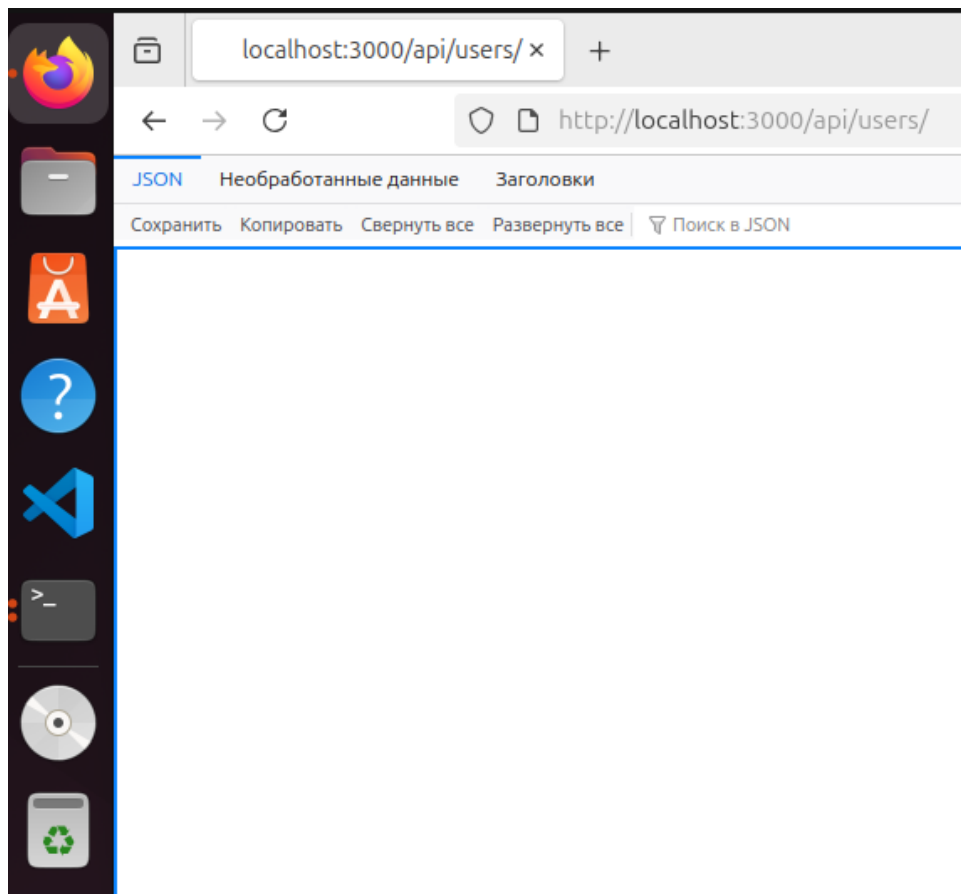 localhost:3000/api/users/ ×
http://localhost:3000/api/users/
JSON Необработанные данные Заголовки
Сохранить Копировать Свернуть все Развернуть все Поиск в JSON